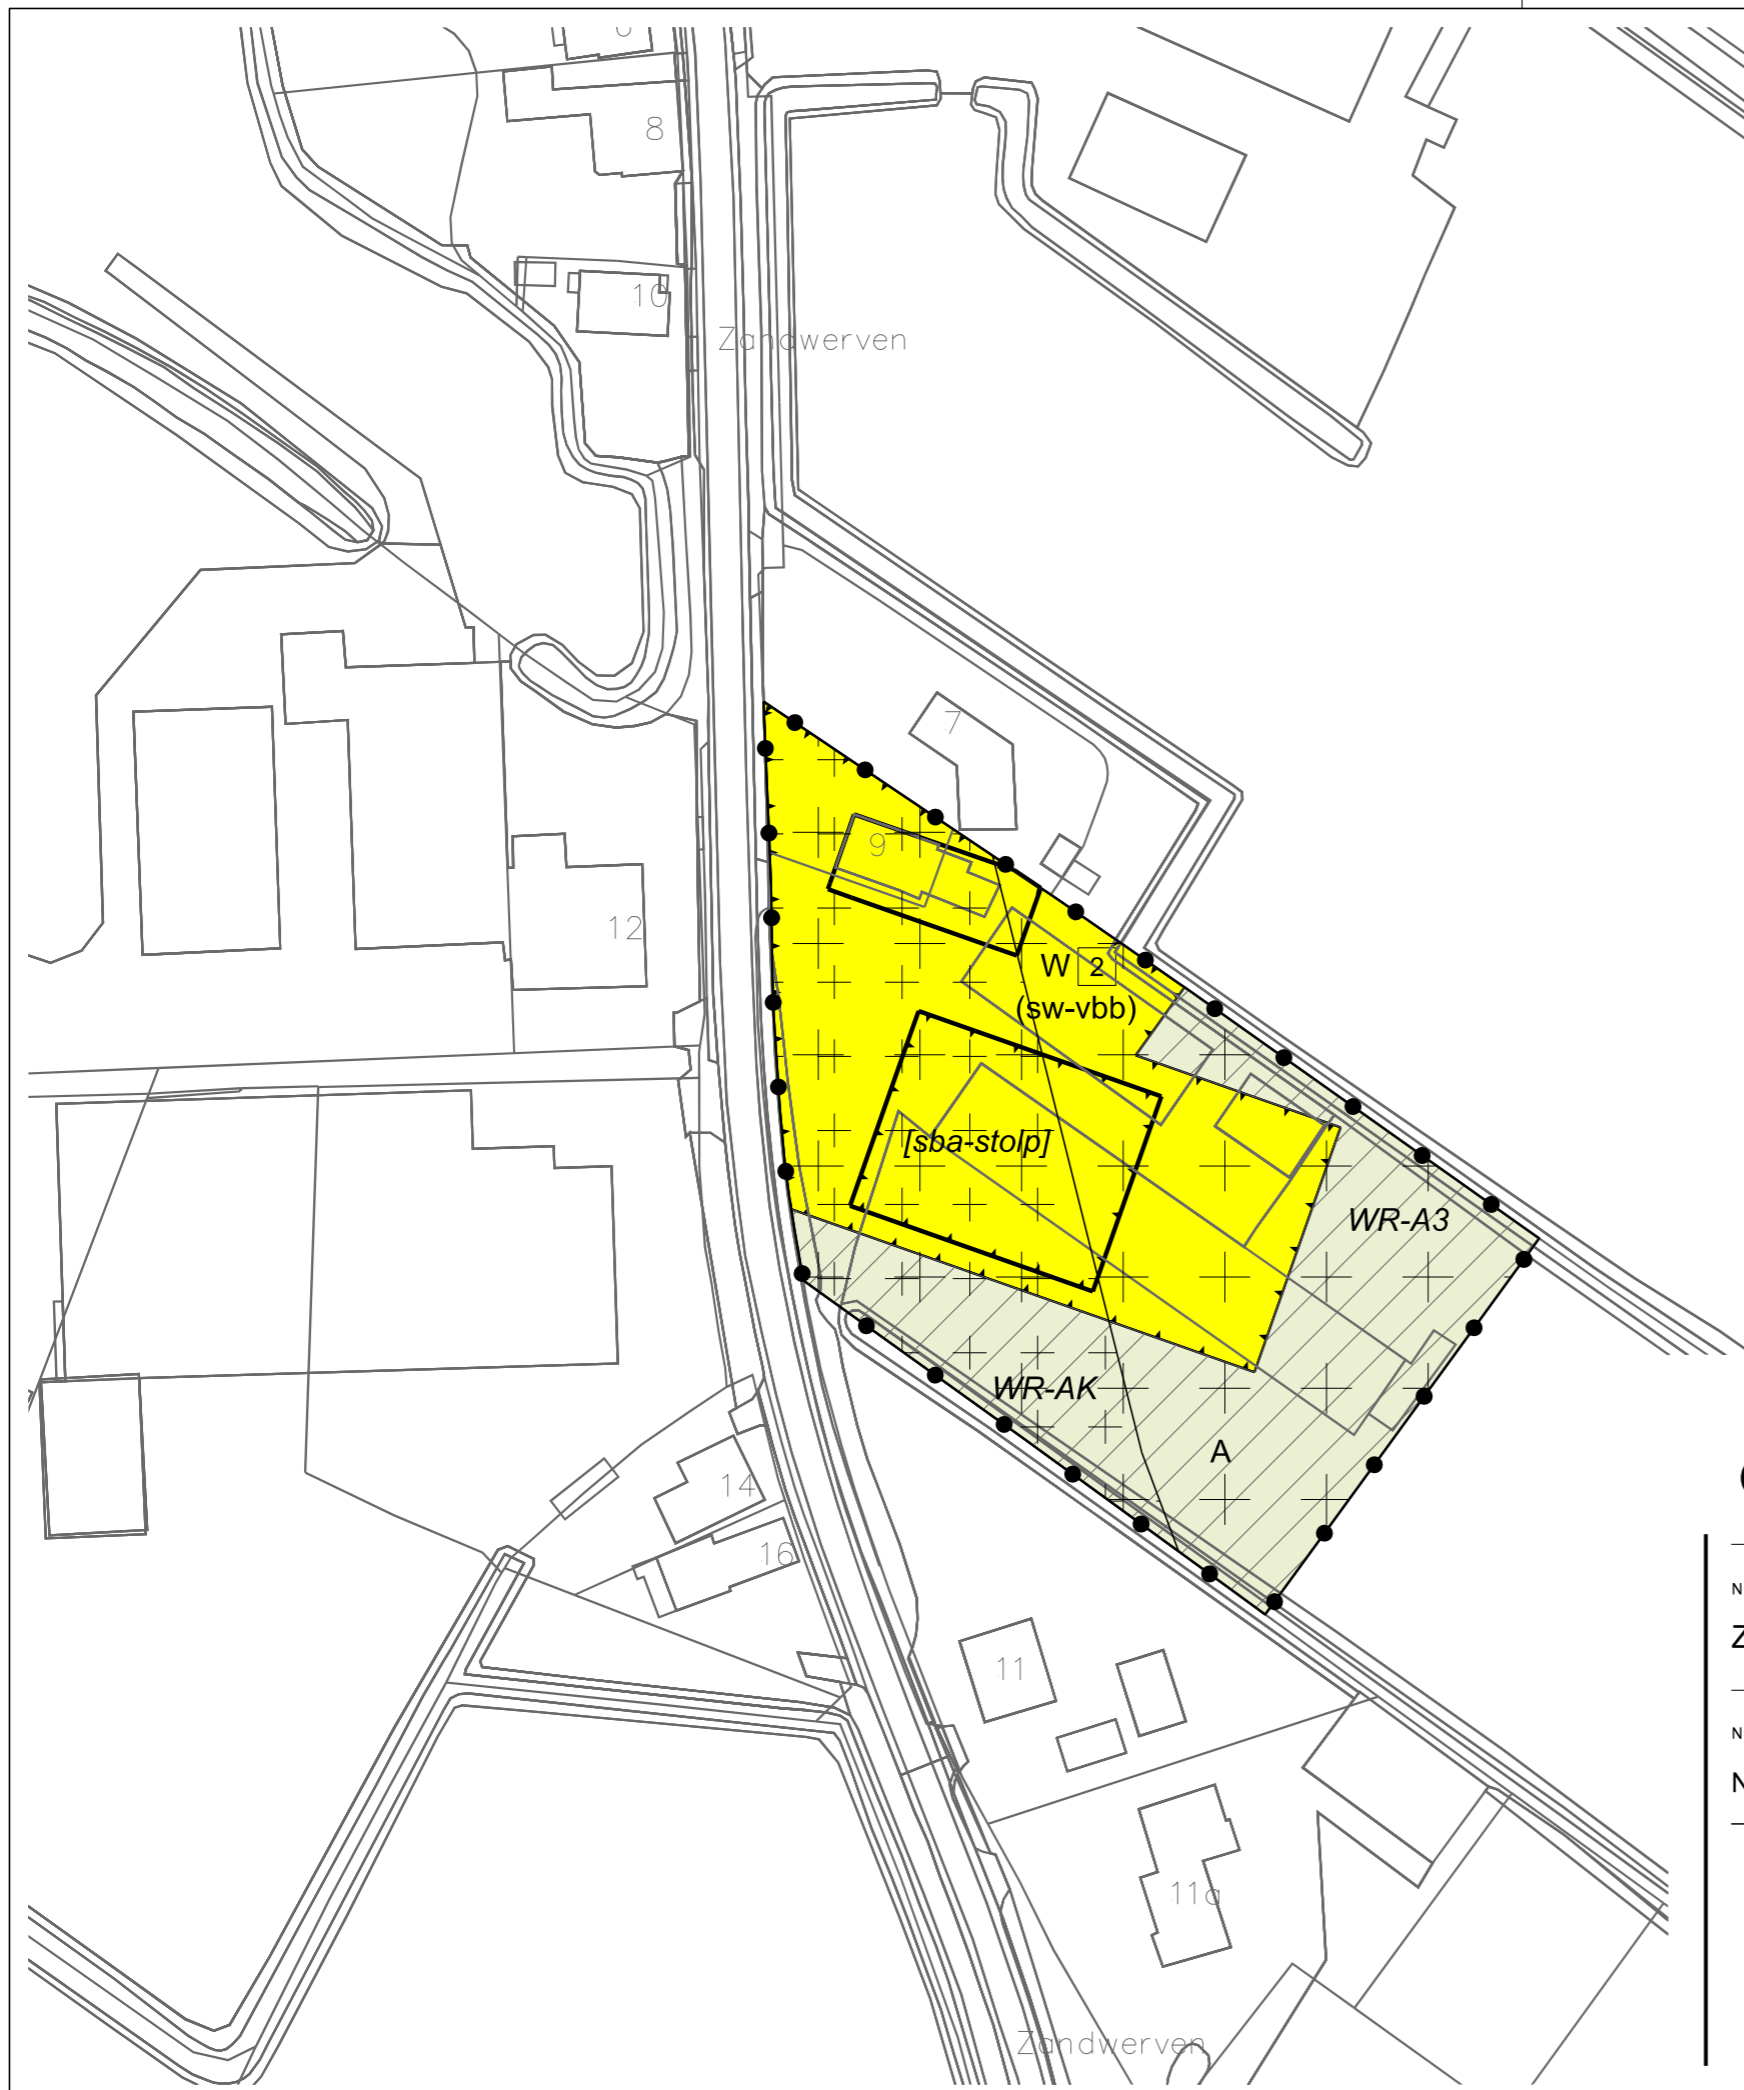 8
10
Zandwerven
7
9
12
W 2
(sw-vbb)
[sba-stolp]
WR-A3
WR-AK
A
14
16
11
11a
Zandwerven